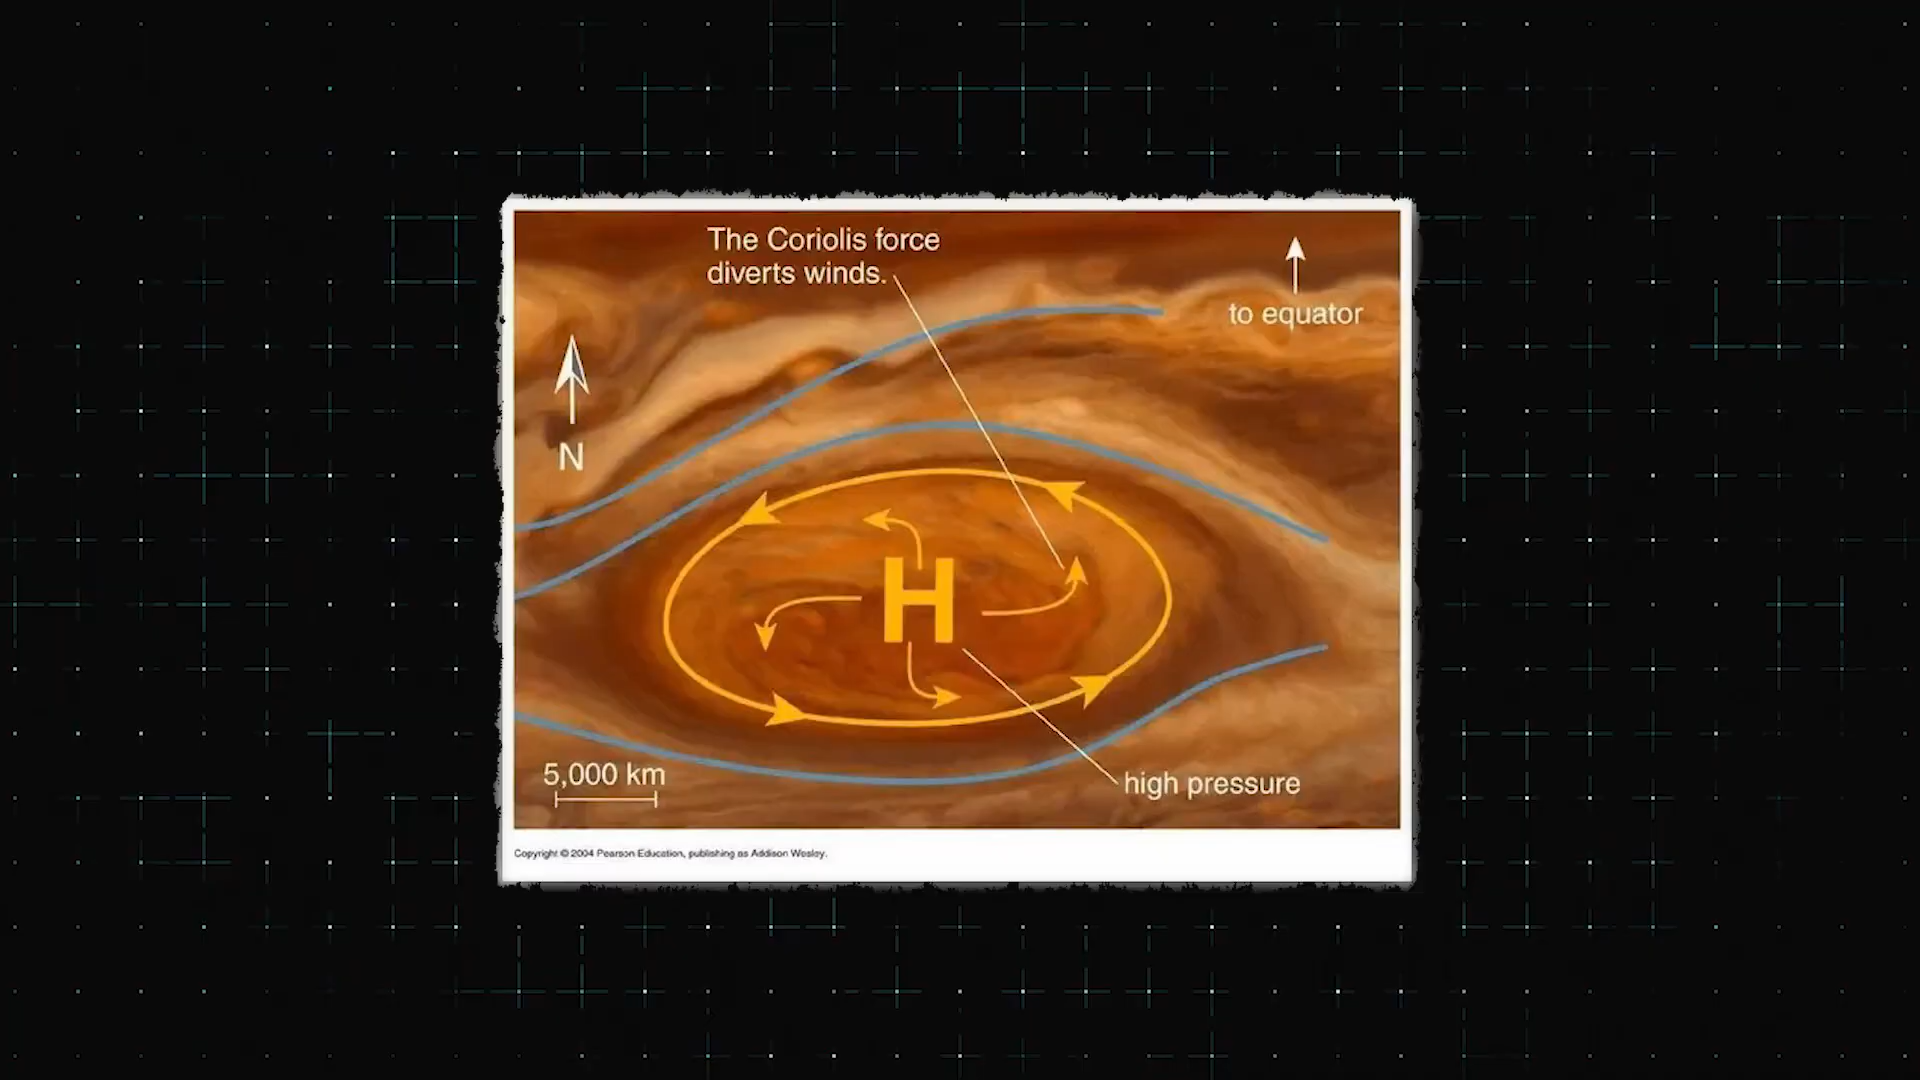 The Coriolis force
diverts winds.
to equator
N
H
5,000 km
high pressure
Copyright © 2004 Pearson Education, publishing as Addison Wesley.